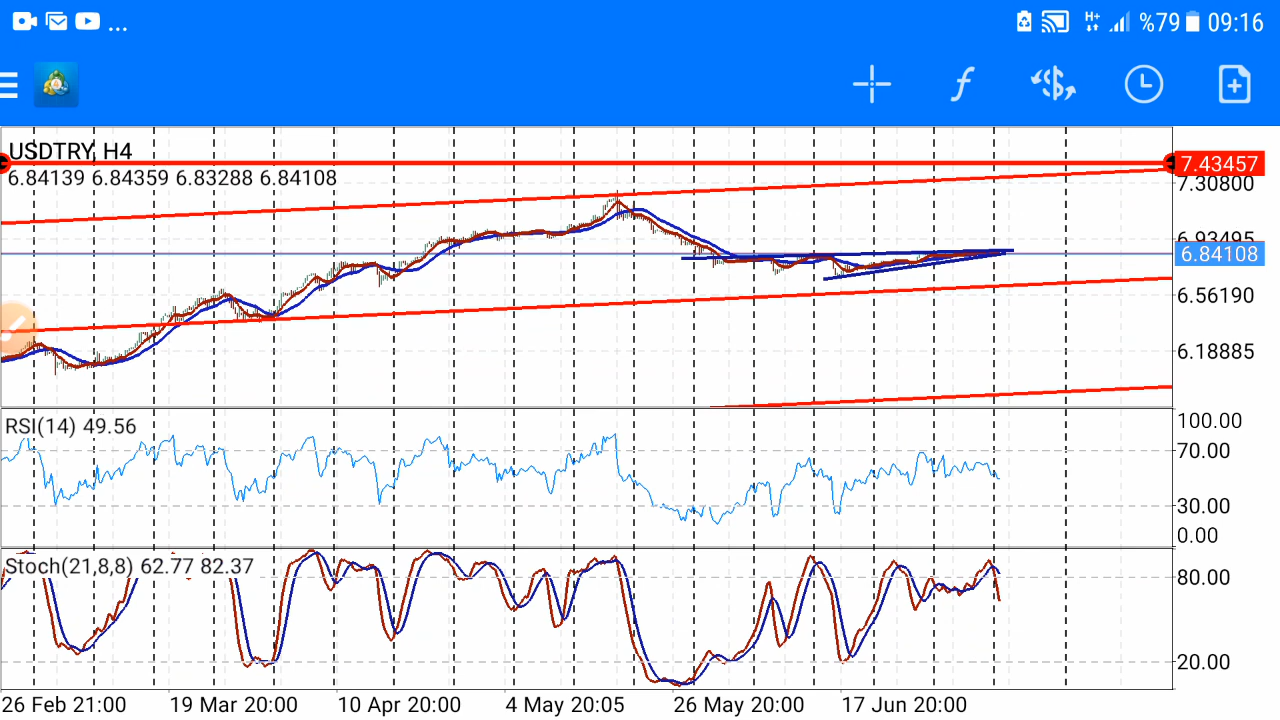 ... H+ %79 09:16
USDTRY, H4
6.84139 6.84359 6.83288 6.84108
7.43457
7.30800
6.93495
6.84108
6.56190
6.18885
RSI(14) 49.56
100.00
70.00
30.00
0.00
Stoch(21,8,8) 62.77 82.37
80.00
20.00
26 Feb 21:00 19 Mar 20:00 10 Apr 20:00 4 May 20:05 26 May 20:00 17 Jun 20:00